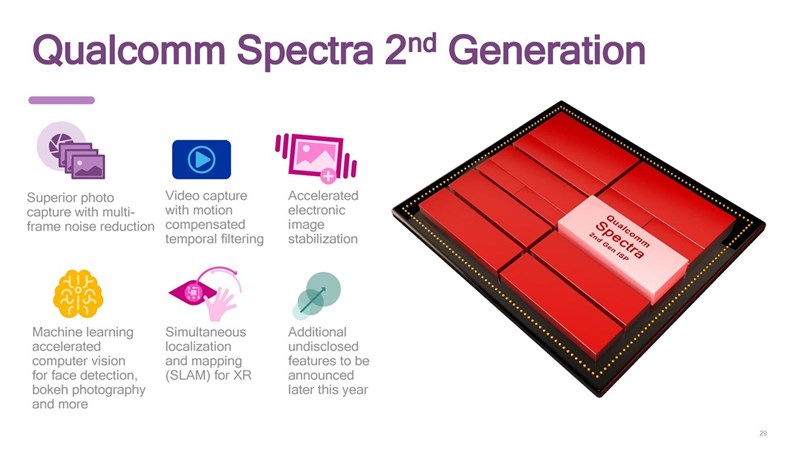 Qualcomm Spectra 2nd Generation
Superior photo
capture with multi-
frame noise reduction
Video capture
with motion
compensated
temporal filtering
Accelerated
electronic
image
stabilization
Qualcomm
Spectra
2nd Gen ISP
Machine learning
accelerated
computer vision
for face detection,
bokeh photography
and more
Simultaneous
localization
and mapping
(SLAM) for XR
Additional
undisclosed
features to be
announced
later this year
29